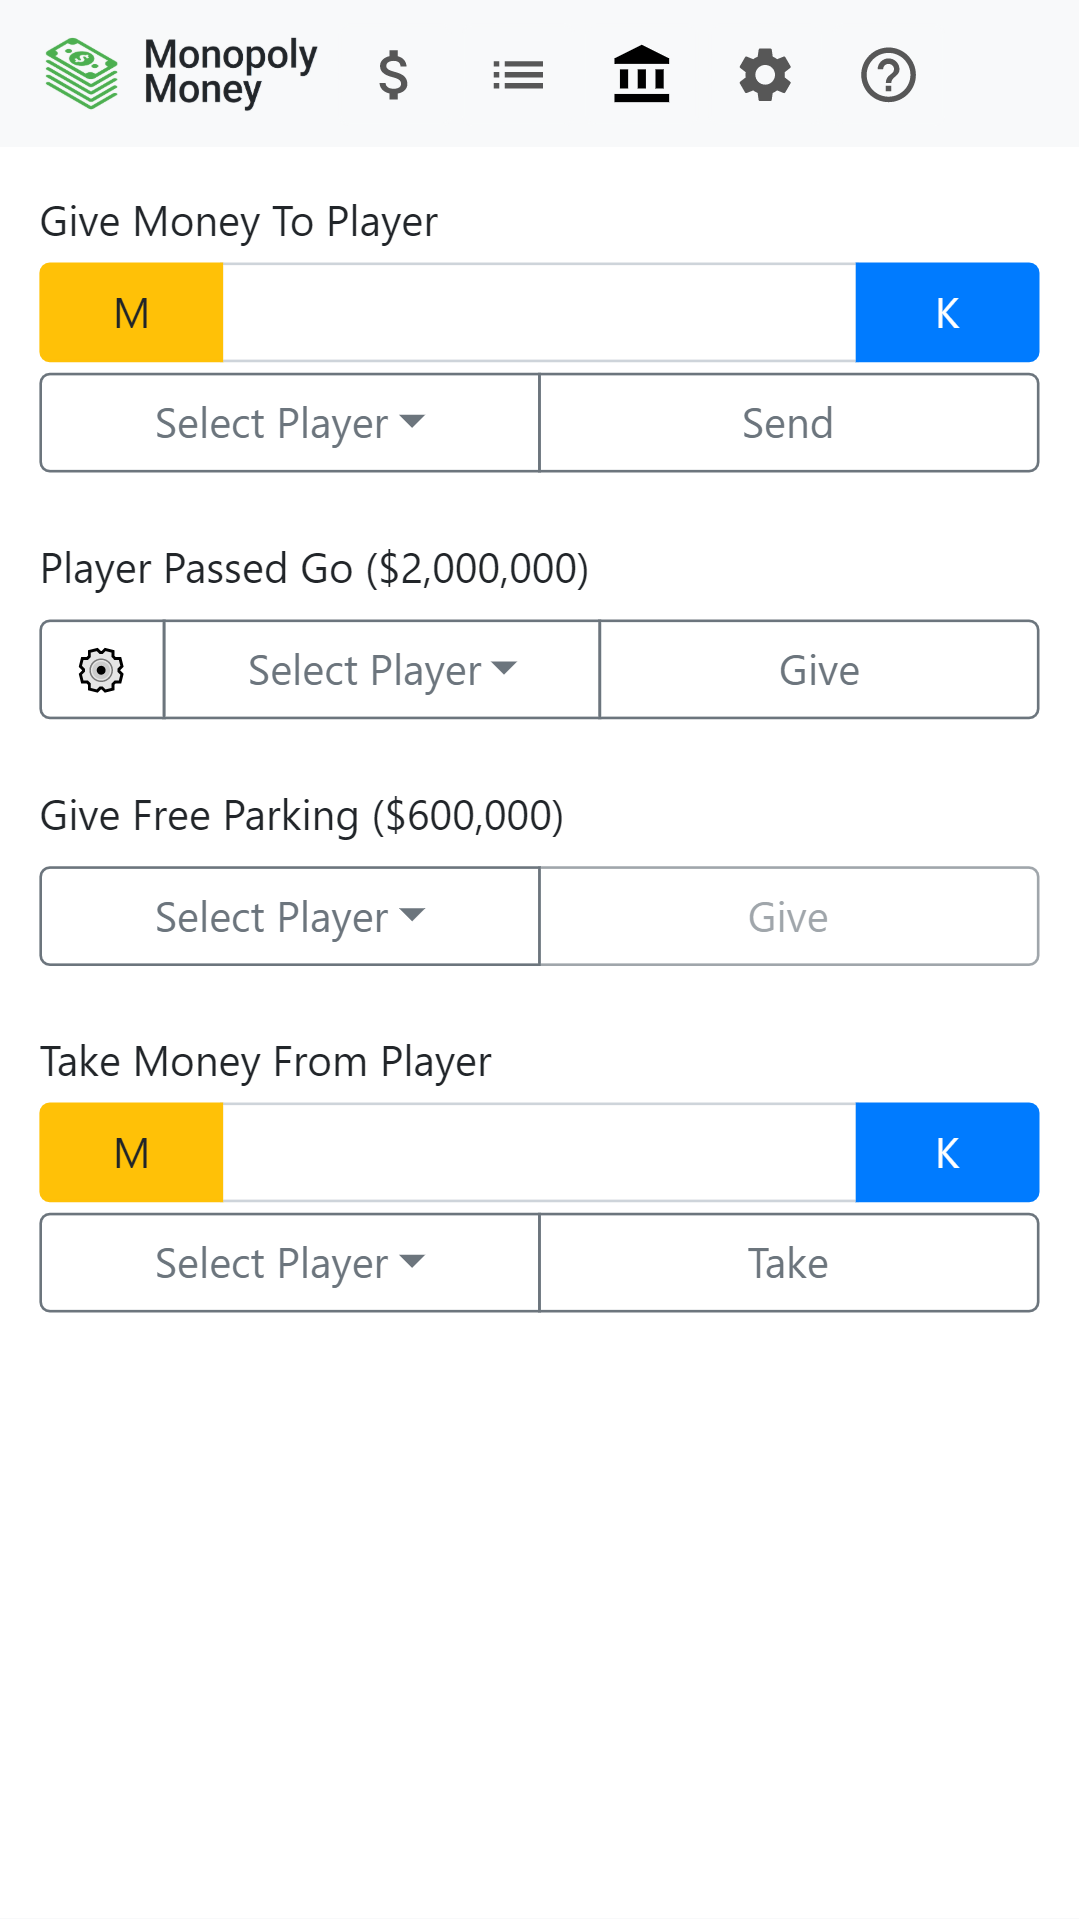 Monopoly
Money
Give Money To Player
M K
Select Player Send
Player Passed Go ($2,000,000)
Select Player Give
Give Free Parking ($600,000)
Select Player Give
Take Money From Player
M K
Select Player Take